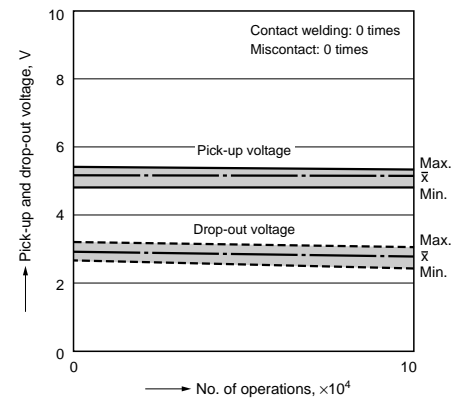 10
Contact welding: 0 times
Miscontact: 0 times
8
6
Pick-up voltage
Max.
x̄
Min.
4
Drop-out voltage
Max.
x̄
Min.
2
0
0
10
Pick-up and drop-out voltage, V
No. of operations, ×10⁴